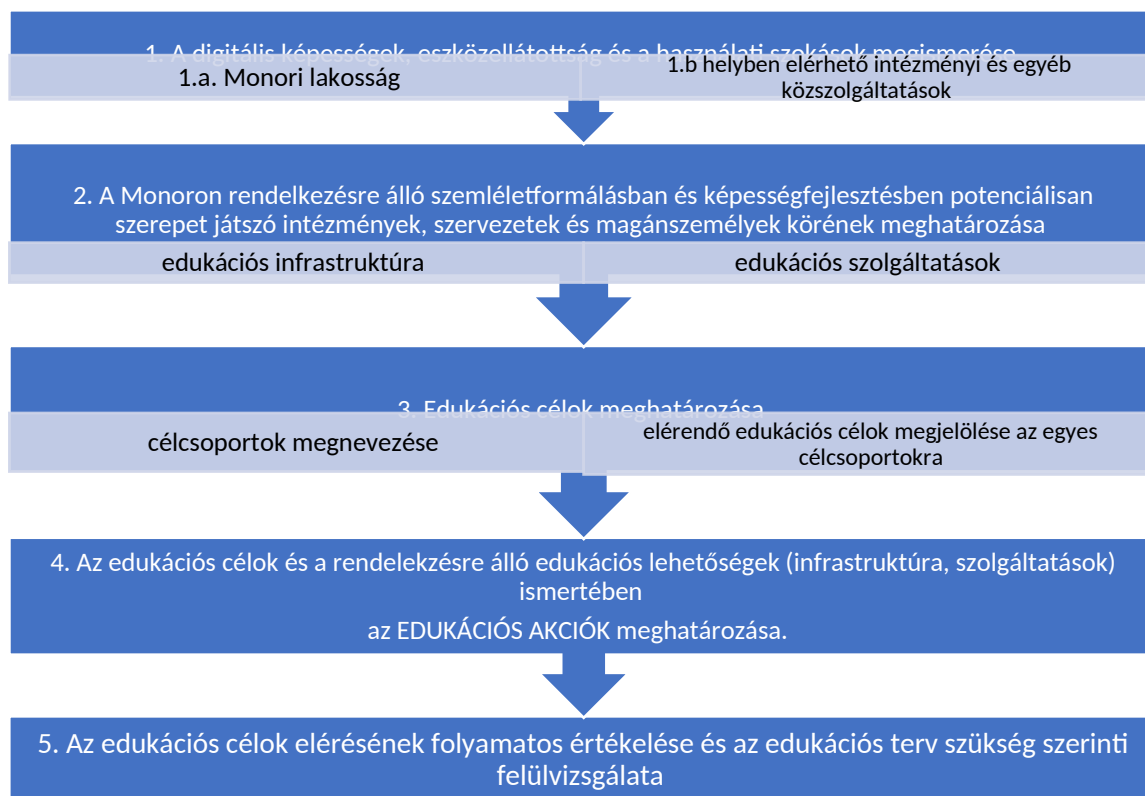 1. A digitális képességek, eszközellátottság és a használati szokások megismerése
1.a. Monori lakosság
1.b helyben elérhető intézményi és egyéb
közszolgáltatások
2. A Monoron rendelkezésre álló szemléletformálásban és képességfejlesztésben potenciálisan
szerepet játszó intézmények, szervezetek és magánszemélyek körének meghatározása
edukációs infrastruktúra
edukációs szolgáltatások
3. Edukációs célok meghatározása
célcsoportok megnevezése
elérendő edukációs célok megjelölése az egyes
célcsoportokra
4. Az edukációs célok és a rendelekzésre álló edukációs lehetőségek (infrastruktúra, szolgáltatások)
ismertében
az EDUKÁCIÓS AKCIÓK meghatározása.
5. Az edukációs célok elérésének folyamatos értékelése és az edukációs terv szükség szerinti
felülvizsgálata